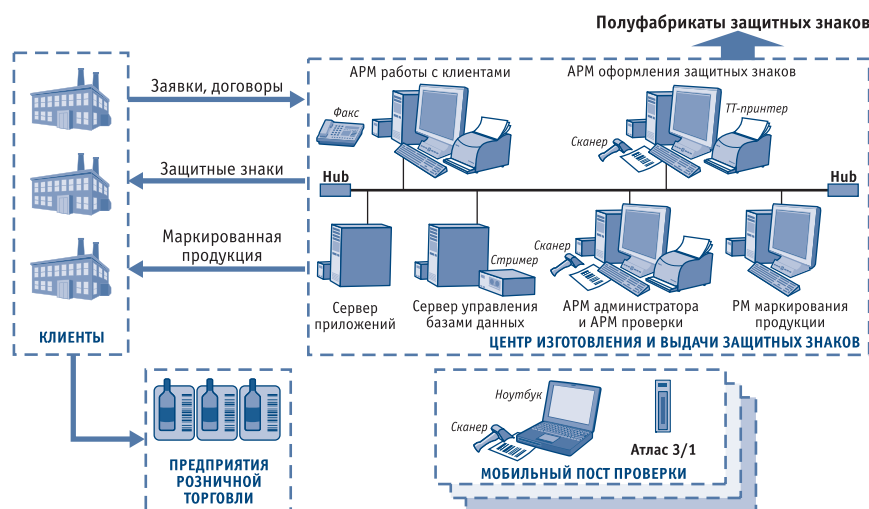 Полуфабрикаты защитных знаков
АРМ работы с клиентами
АРМ оформления защитных знаков
Заявки, договоры
Факс
ТТ-принтер
Сканер
Защитные знаки
Hub
Hub
Маркированная
продукция
Сканер
Стример
Сервер
приложений
Сервер управления
базами данных
АРМ администратора
и АРМ проверки
РМ маркирования
продукции
КЛИЕНТЫ
ЦЕНТР ИЗГОТОВЛЕНИЯ И ВЫДАЧИ ЗАЩИТНЫХ ЗНАКОВ
Ноутбук
Сканер
Атлас 3/1
ПРЕДПРИЯТИЯ
РОЗНИЧНОЙ
ТОРГОВЛИ
МОБИЛЬНЫЙ ПОСТ ПРОВЕРКИ